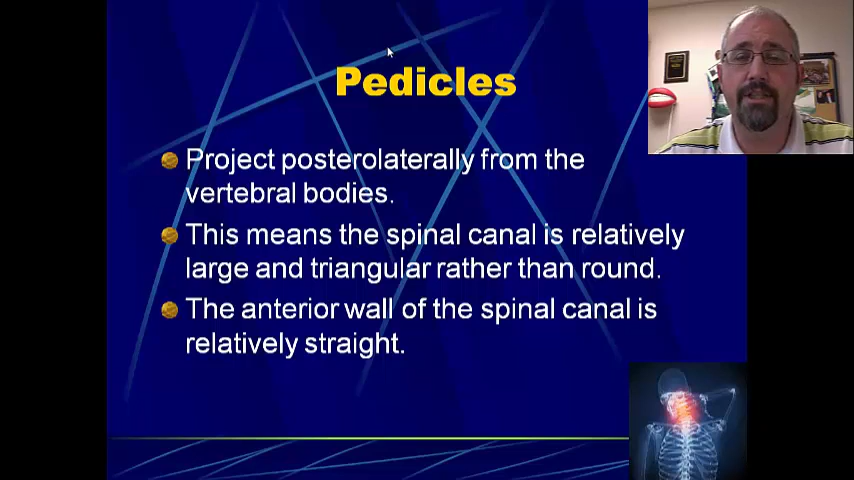 Pedicles
Project posterolaterally from the
vertebral bodies.
This means the spinal canal is relatively
large and triangular rather than round.
The anterior wall of the spinal canal is
relatively straight.